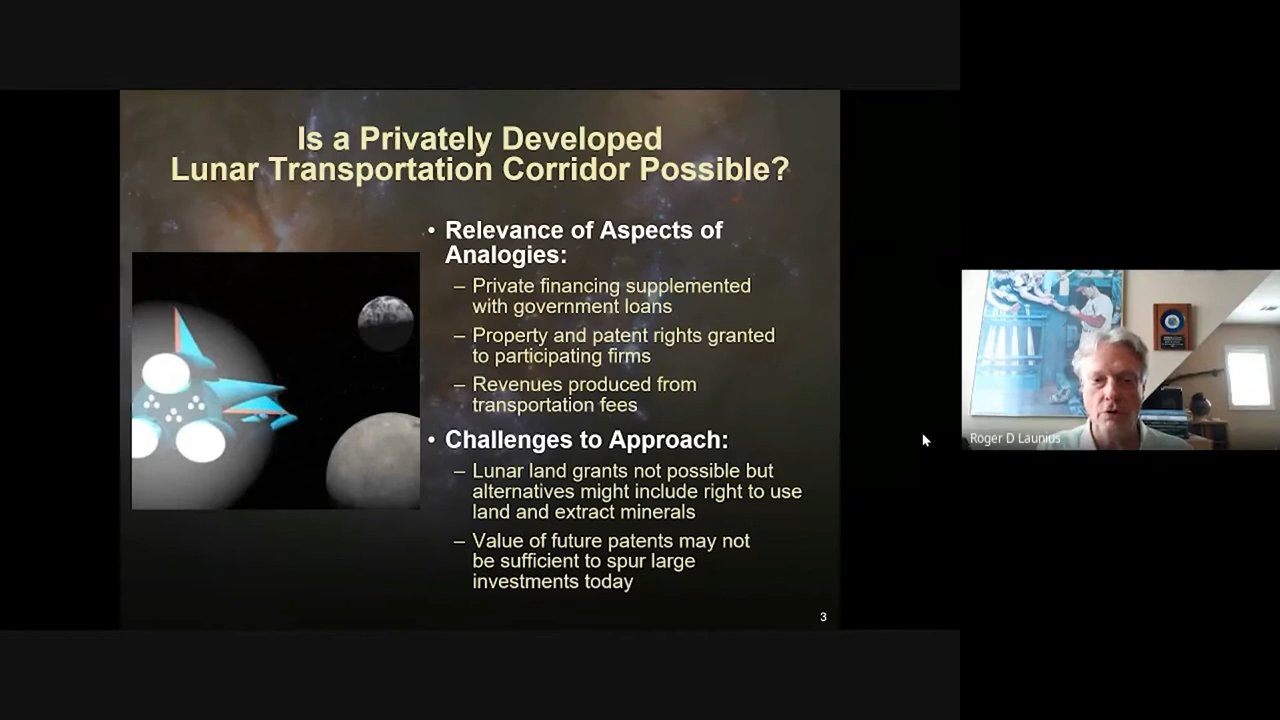 Is a Privately Developed
Lunar Transportation Corridor Possible?
• Relevance of Aspects of
Analogies:
– Private financing supplemented
with government loans
– Property and patent rights granted
to participating firms
– Revenues produced from
transportation fees
• Challenges to Approach:
– Lunar land grants not possible but
alternatives might include right to use
land and extract minerals
– Value of future patents may not
be sufficient to spur large
investments today
3
Roger D Launius